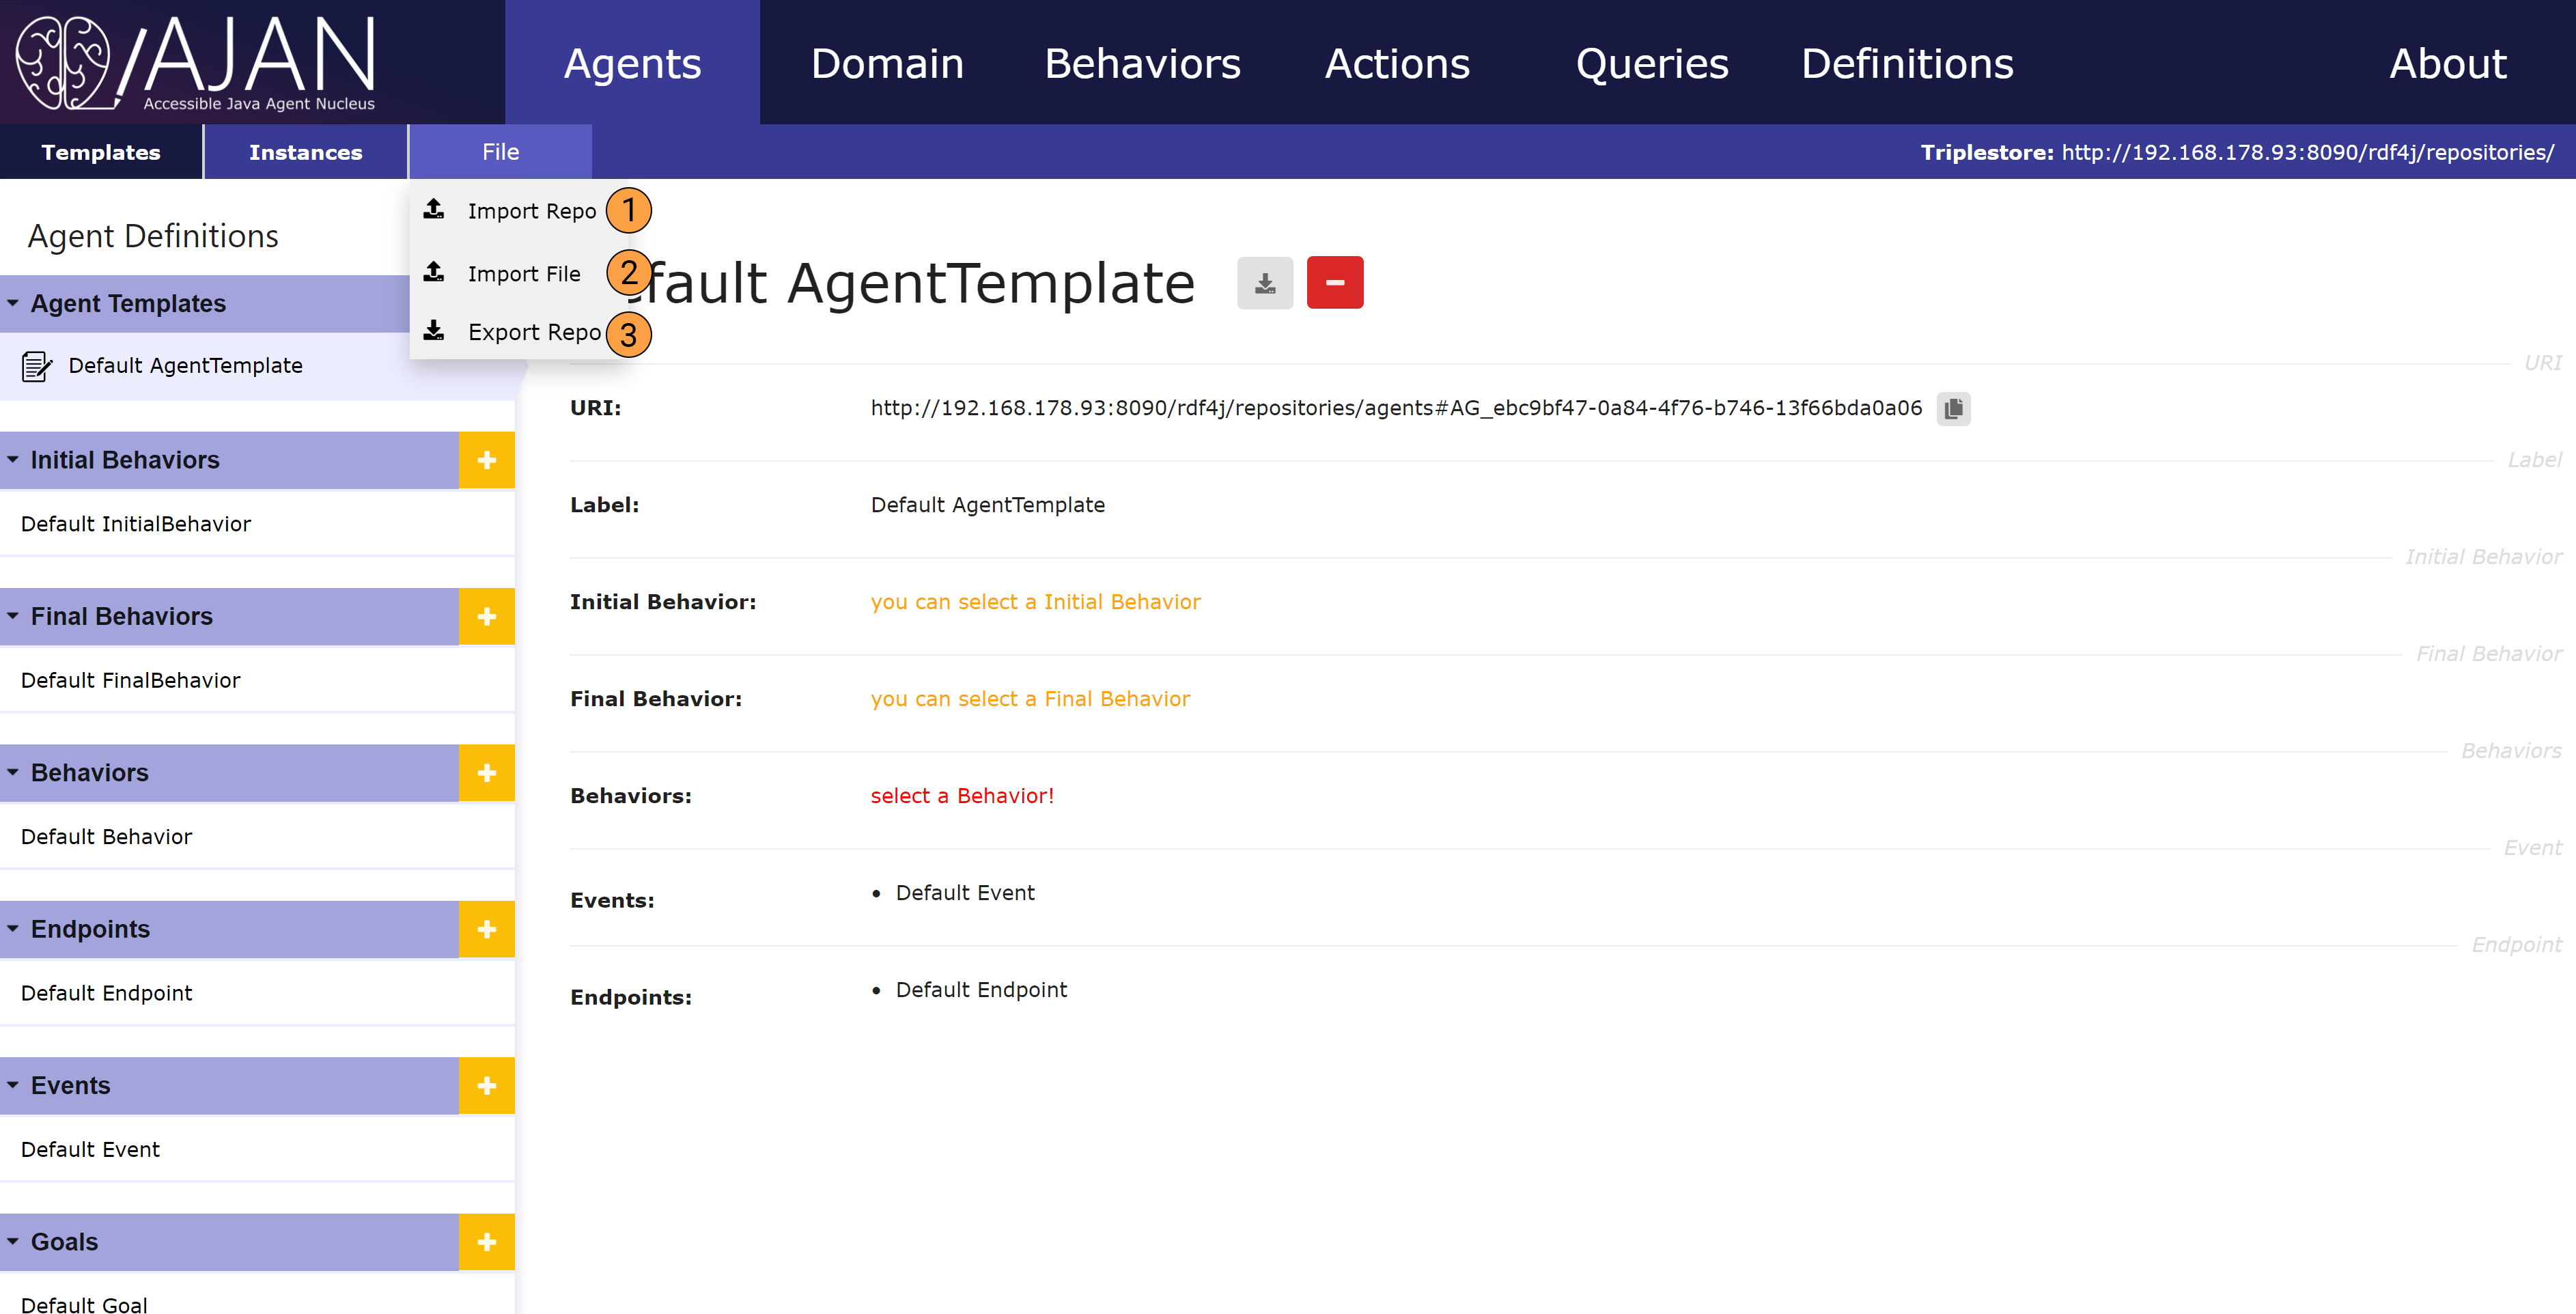 AJAN
Accessible Java Agent Nucleus
Agents
Domain
Behaviors
Actions
Queries
Definitions
About
Templates
Instances
File
Triplestore: http://192.168.178.93:8090/rdf4j/repositories/
Import Repo 1
Import File 2
Export Repo 3
Agent Definitions
Agent Templates
Default AgentTemplate
Initial Behaviors
Default InitialBehavior
Final Behaviors
Default FinalBehavior
Behaviors
Default Behavior
Endpoints
Default Endpoint
Events
Default Event
Goals
Default Goal
fault AgentTemplate
URI
URI: http://192.168.178.93:8090/rdf4j/repositories/agents#AG_ebc9bf47-0a84-4f76-b746-13f66bda0a06
Label
Label: Default AgentTemplate
Initial Behavior
Initial Behavior: you can select a Initial Behavior
Final Behavior
Final Behavior: you can select a Final Behavior
Behaviors
Behaviors: select a Behavior!
Event
Events: • Default Event
Endpoint
Endpoints: • Default Endpoint